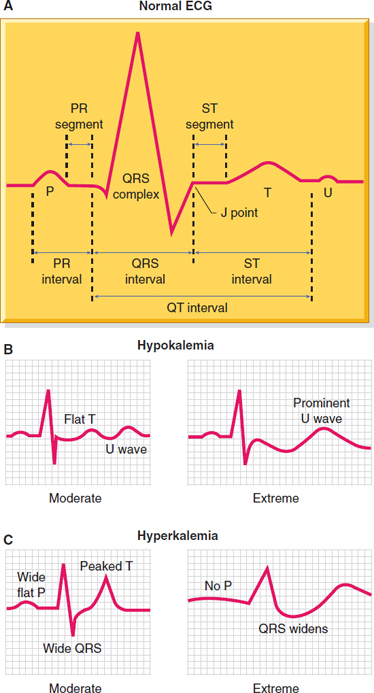 A
Normal ECG
PR
segment
ST
segment
P
QRS
complex
T
U
J point
PR
interval
QRS
interval
ST
interval
QT interval
B
Hypokalemia
Flat T
U wave
Moderate
Prominent
U wave
Extreme
C
Hyperkalemia
Wide
flat P
Peaked T
Wide QRS
Moderate
No P
QRS widens
Extreme